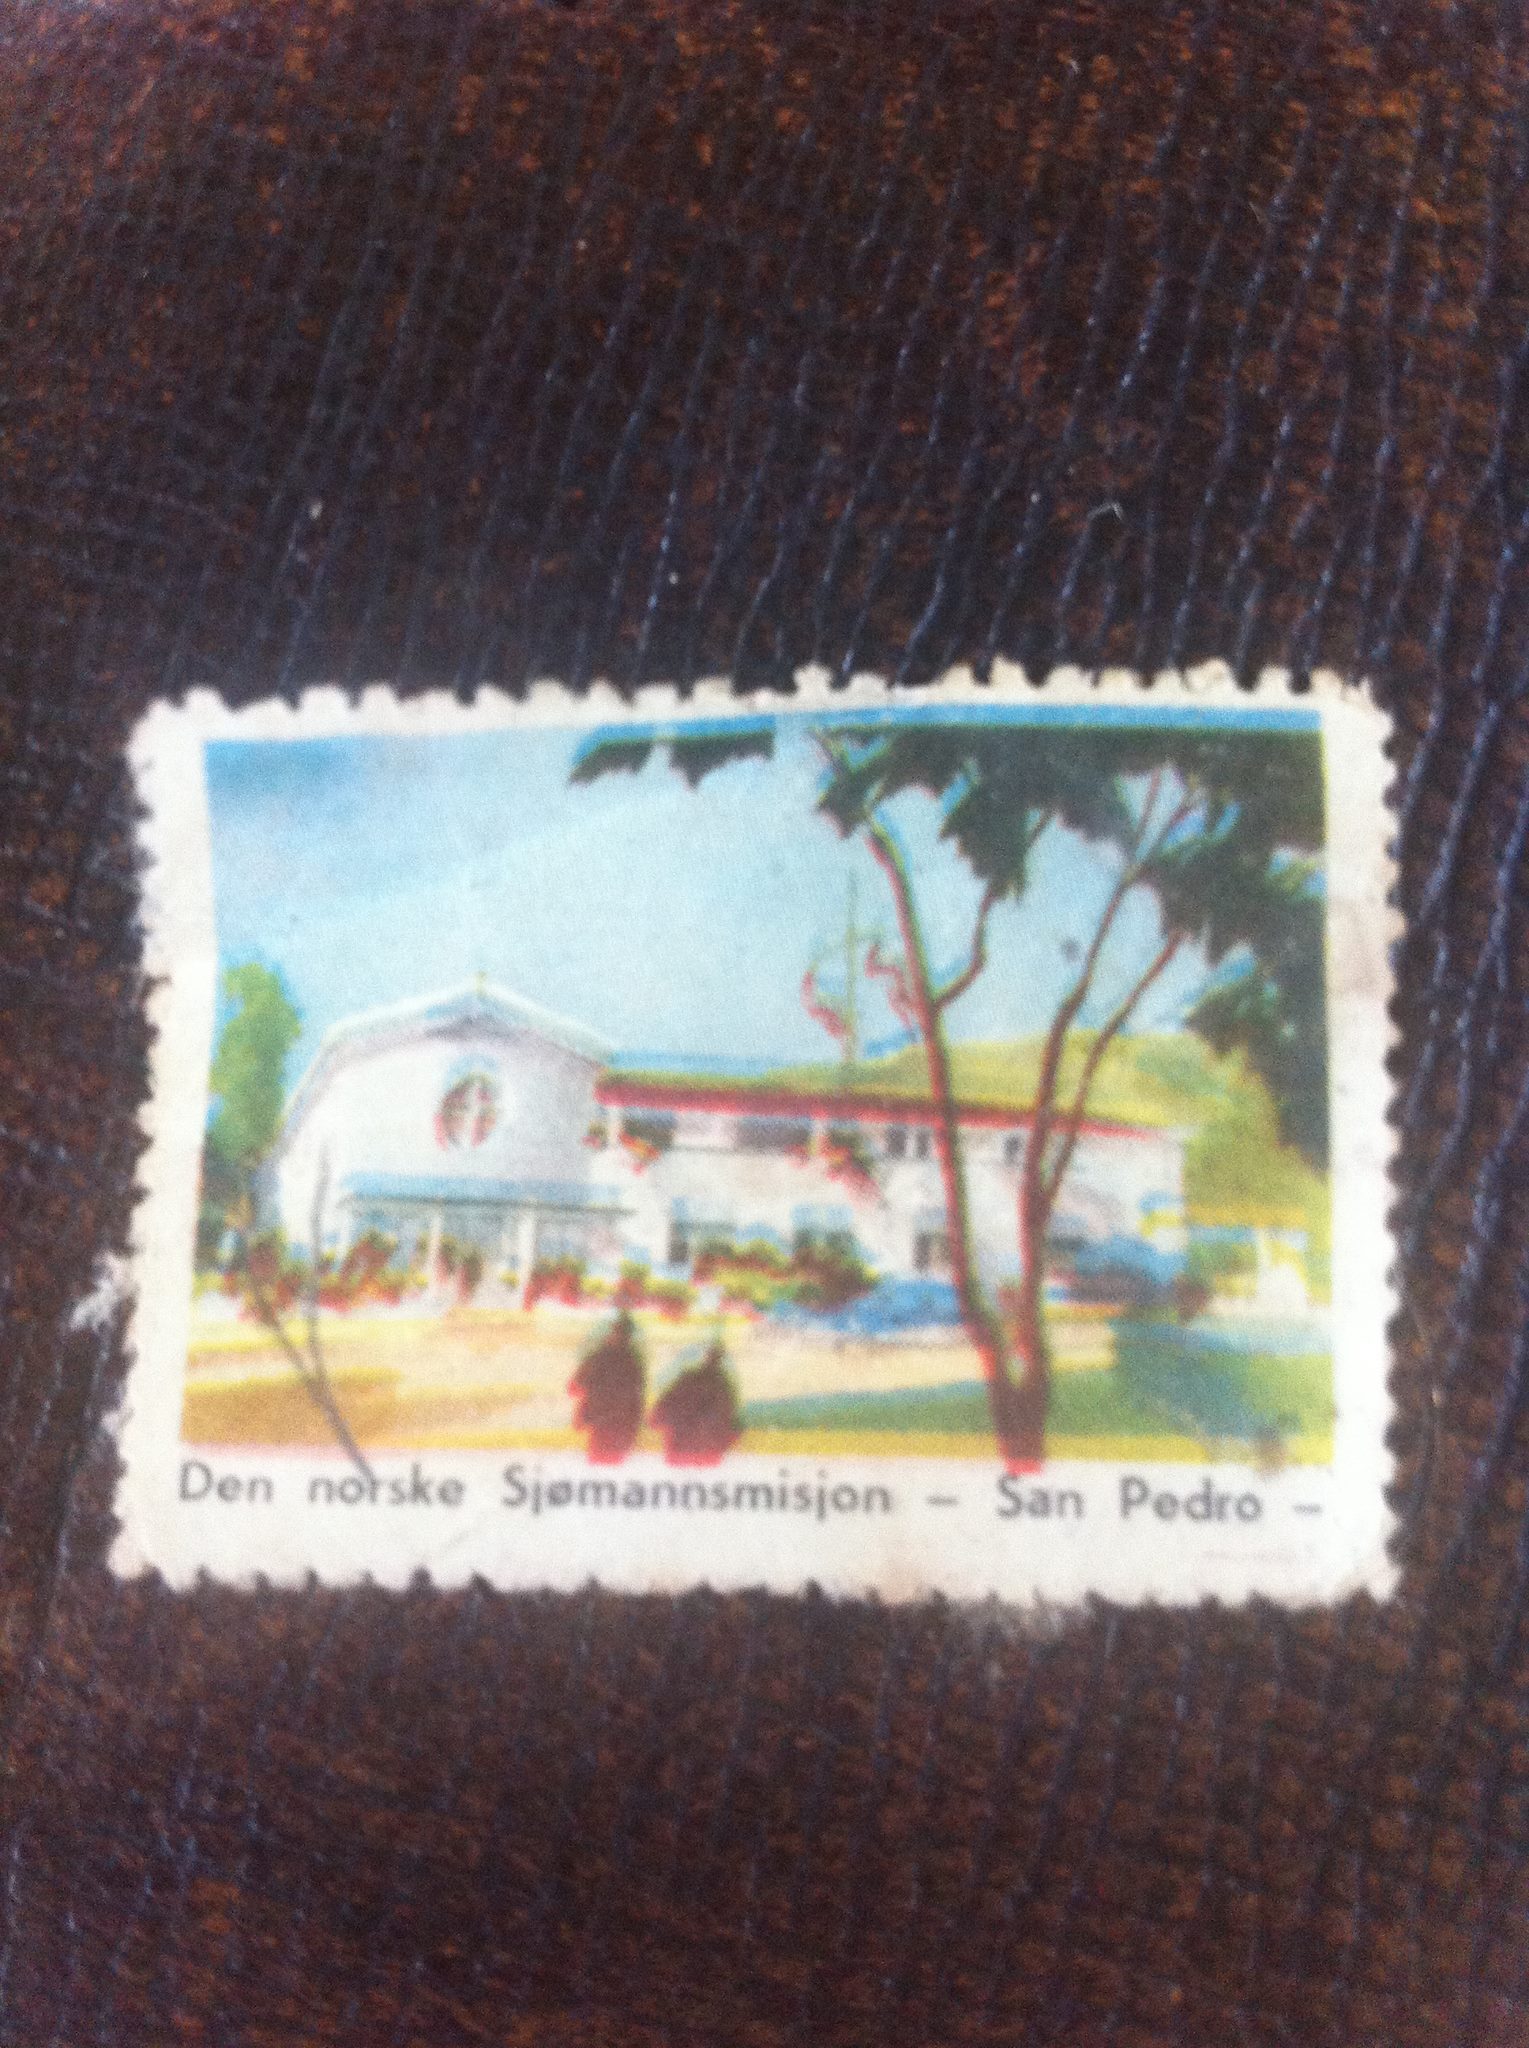 Den norske Sjømannsmisjon – San Pedro –